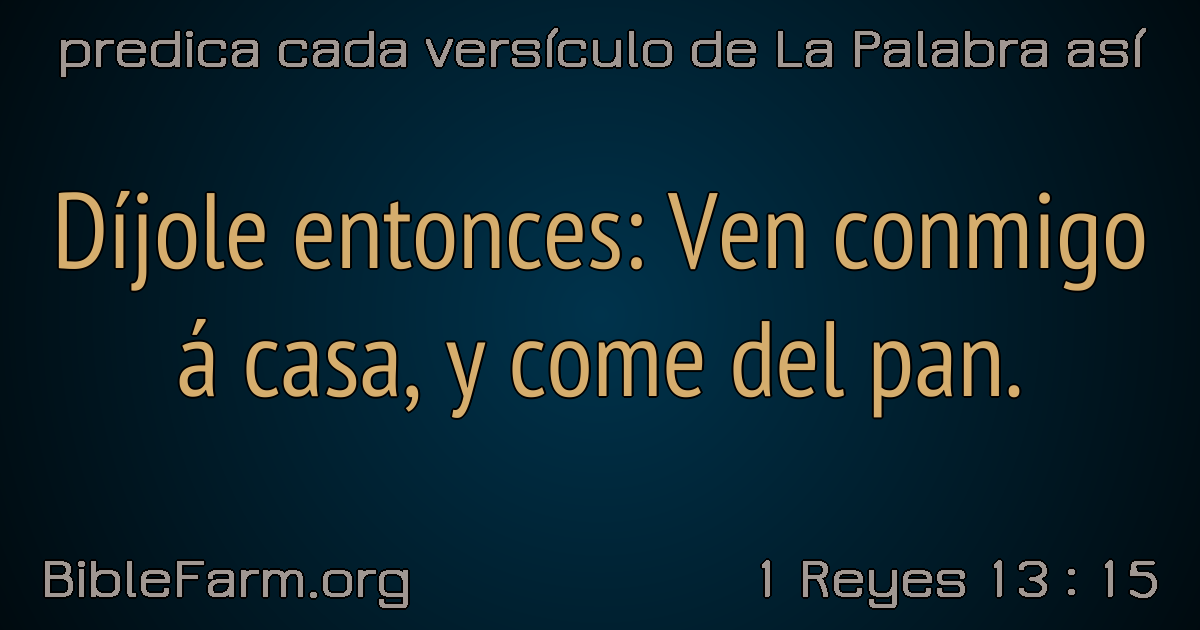 predica cada versículo de La Palabra así
Díjole entonces: Ven conmigo
á casa, y come del pan.
BibleFarm.org
1 Reyes 13 : 15